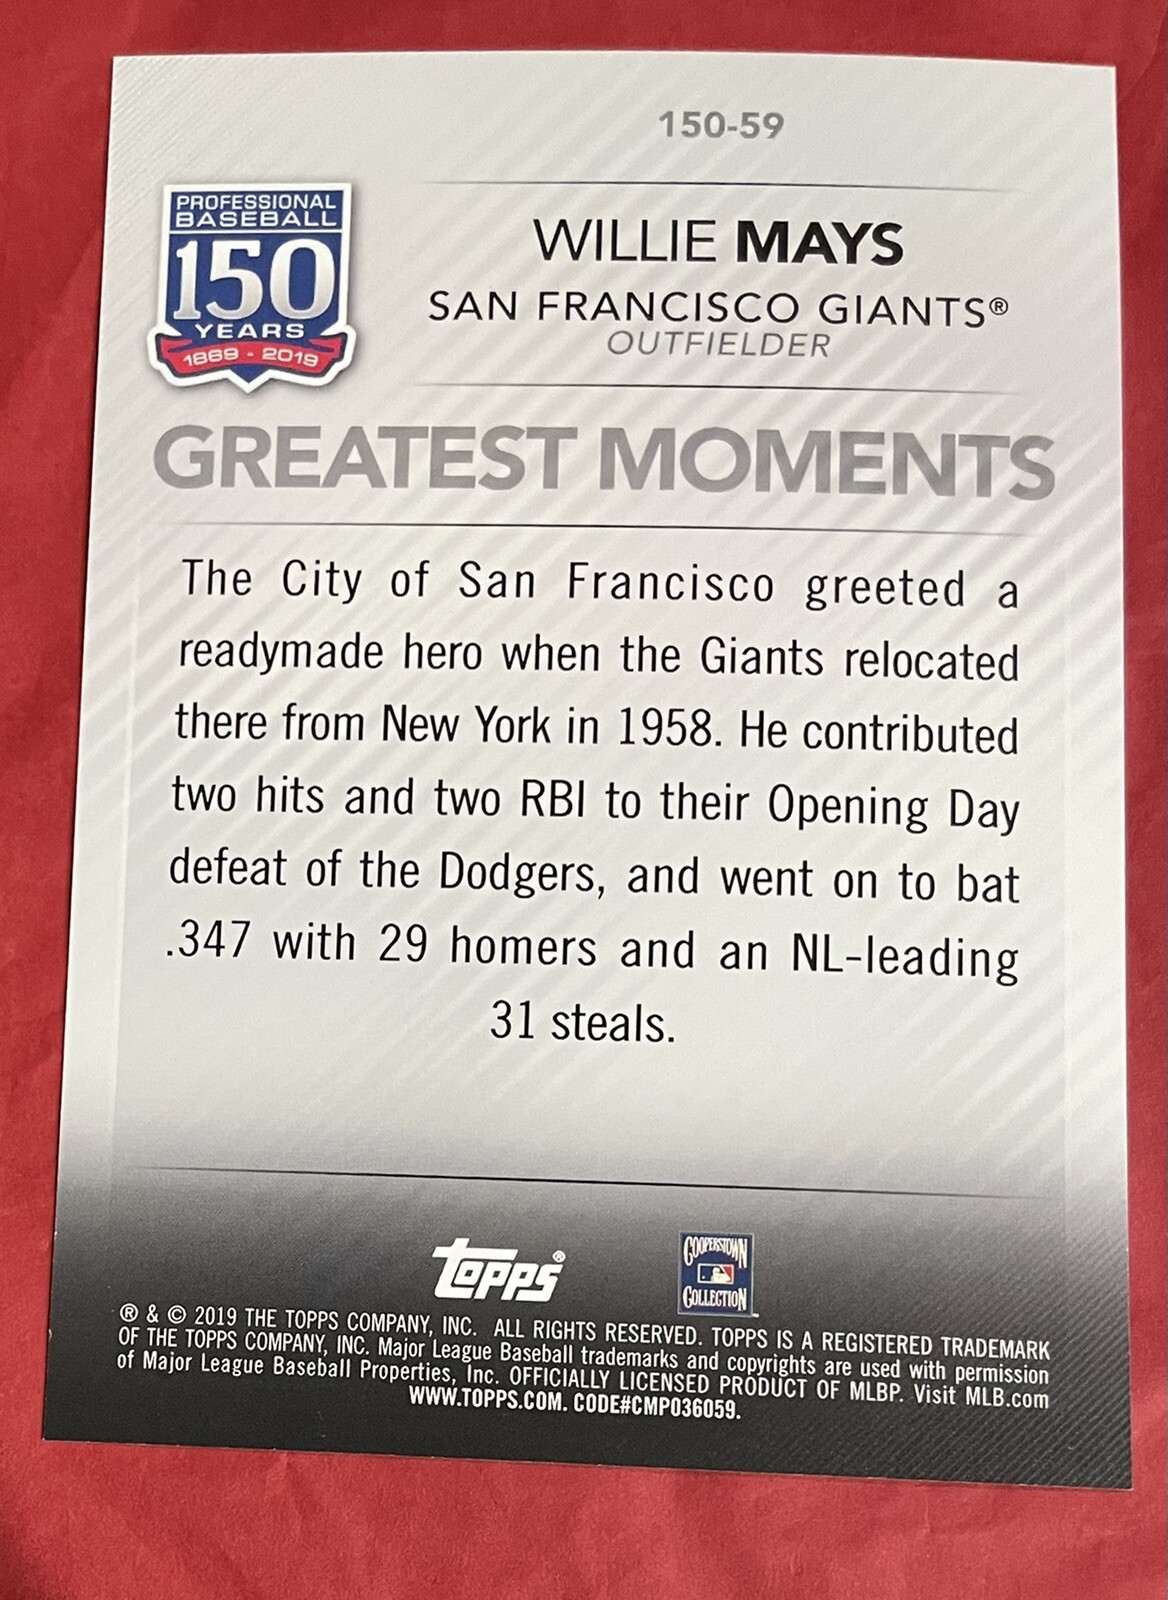 150-59
PROFESSIONAL
BASEBALL
150
YEARS
1869 - 2019
WILLIE MAYS
SAN FRANCISCO GIANTS®
OUTFIELDER
GREATEST MOMENTS
The City of San Francisco greeted a
readymade hero when the Giants relocated
there from New York in 1958. He contributed
two hits and two RBI to their Opening Day
defeat of the Dodgers, and went on to bat
.347 with 29 homers and an NL-leading
31 steals.
topps®
COOPERSTOWN
COLLECTION
® & © 2019 THE TOPPS COMPANY, INC. ALL RIGHTS RESERVED. TOPPS IS A REGISTERED TRADEMARK
OF THE TOPPS COMPANY, INC. Major League Baseball trademarks and copyrights are used with permission
of Major League Baseball Properties, Inc. OFFICIALLY LICENSED PRODUCT OF MLBP. Visit MLB.com
WWW.TOPPS.COM. CODE#CMP036059.